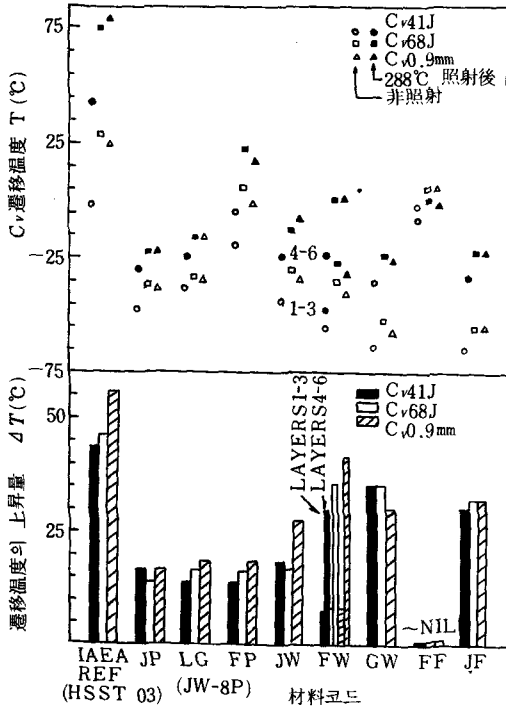 75
25
-25
-75
Cᵥ遷移温度 T (℃)
Cᵥ41J
Cᵥ68J
Cᵥ0.9mm
288℃ 照射後
非照射
4-6
1-3
50
25
遷移温度의 上昇量 ΔT(℃)
LAYERS1-3
LAYERS4-6
Cᵥ41J
Cᵥ68J
Cᵥ0.9mm
~NIL
IAEA REF JP LG FP JW FW GW FF JF
(HSST 03) (JW-8P) 材料코드